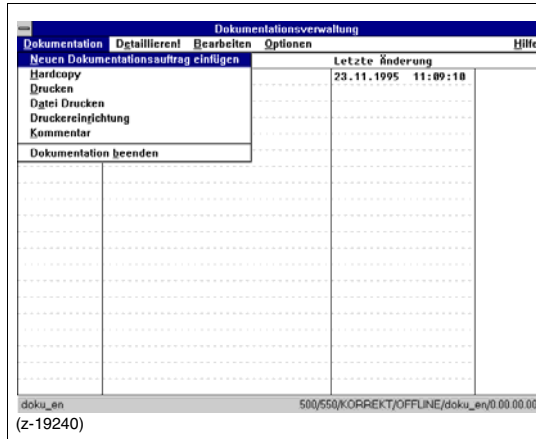 Dokumentationsverwaltung
Dokumentation Detaillieren! Bearbeiten Optionen Hilfe
Neuen Dokumentationsauftrag einfügen
Letzte Änderung
Hardcopy
23.11.1995 11:09:10
Drucken
Datei Drucken
Druckereinrichtung
Kommentar
Dokumentation beenden
doku_en 500/550/KORREKT/OFFLINE/doku_en/0.00.00.00
(z-19240)